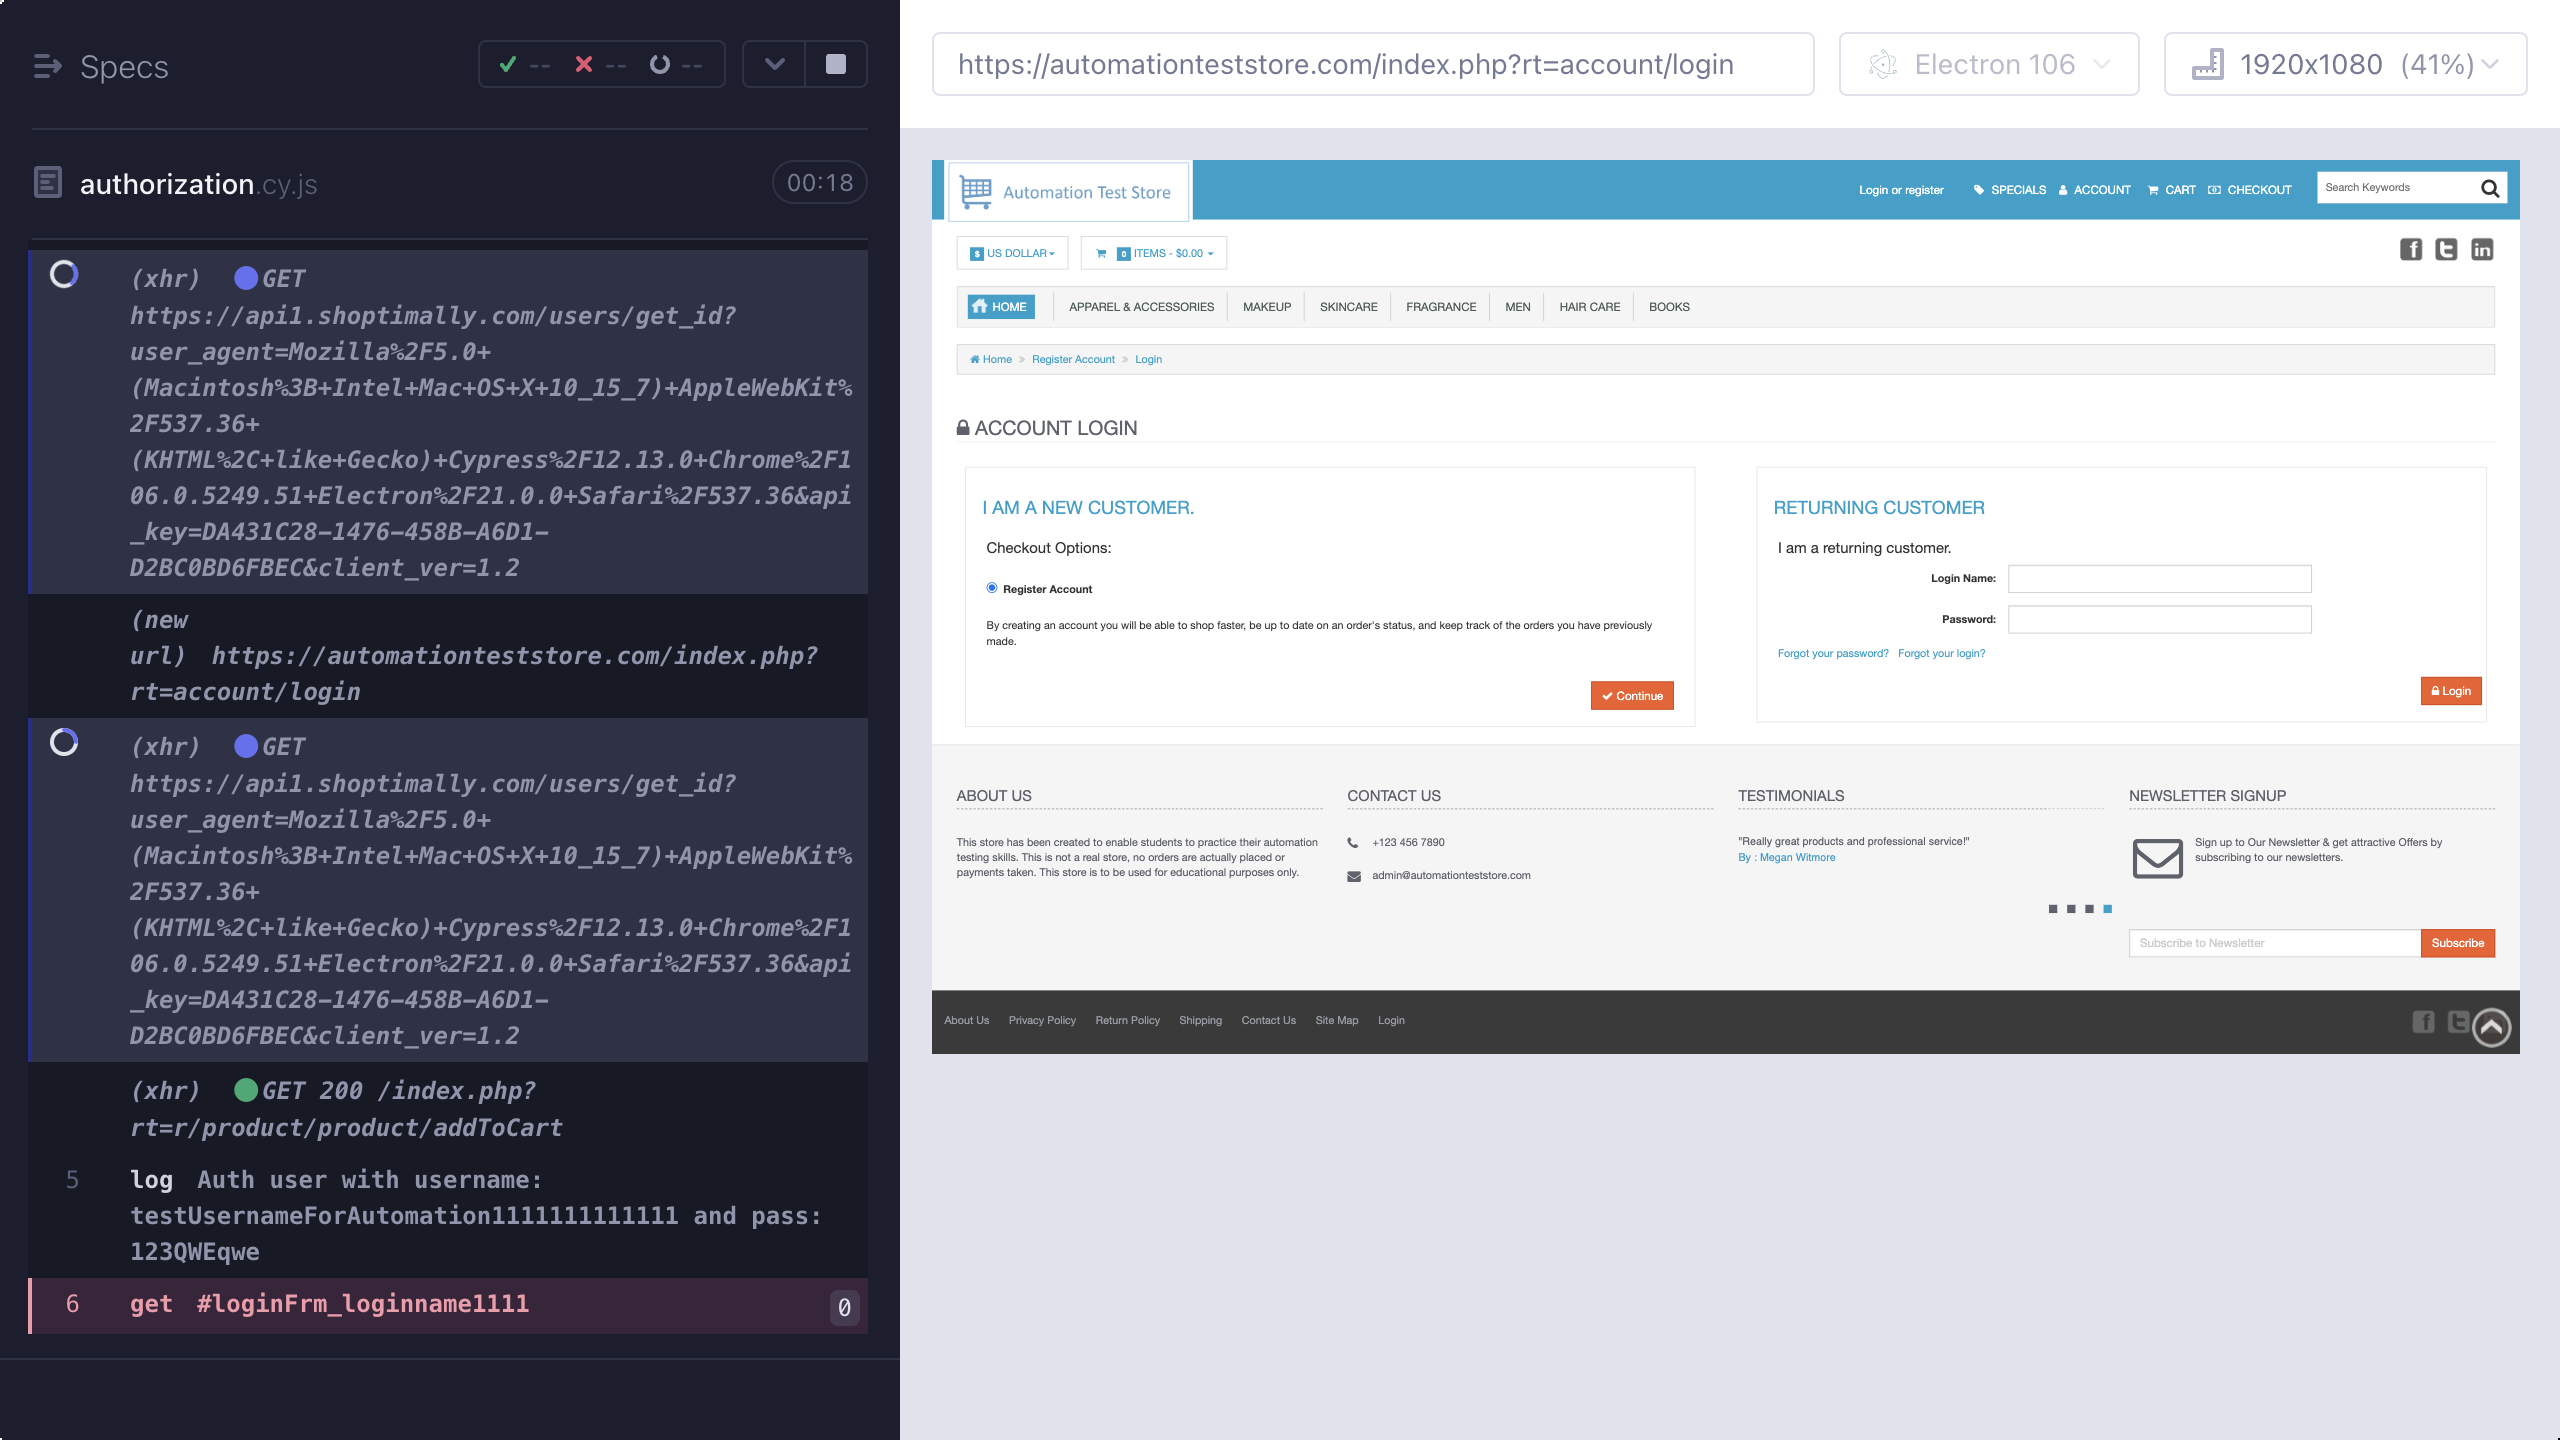 Specs
-- -- --
authorization.cy.js
00:18
(xhr) GET
https://api1.shoptimally.com/users/get_id?
user_agent=Mozilla%2F5.0+
(Macintosh%3B+Intel+Mac+OS+X+10_15_7)+AppleWebKit%
2F537.36+
(KHTML%2C+like+Gecko)+Cypress%2F12.13.0+Chrome%2F1
06.0.5249.51+Electron%2F21.0.0+Safari%2F537.36&api
_key=DA431C28-1476-458B-A6D1-
D2BC0BD6FBEC&client_ver=1.2
(new
url) https://automationteststore.com/index.php?
rt=account/login
(xhr) GET
https://api1.shoptimally.com/users/get_id?
user_agent=Mozilla%2F5.0+
(Macintosh%3B+Intel+Mac+OS+X+10_15_7)+AppleWebKit%
2F537.36+
(KHTML%2C+like+Gecko)+Cypress%2F12.13.0+Chrome%2F1
06.0.5249.51+Electron%2F21.0.0+Safari%2F537.36&api
_key=DA431C28-1476-458B-A6D1-
D2BC0BD6FBEC&client_ver=1.2
(xhr) GET 200 /index.php?
rt=r/product/product/addToCart
5 log Auth user with username:
testUsernameForAutomation1111111111111 and pass:
123QWEqwe
6 get #loginFrm_loginname1111 0
https://automationteststore.com/index.php?rt=account/login
Electron 106
1920x1080 (41%)
Automation Test Store
Login or register SPECIALS ACCOUNT CART CHECKOUT
Search Keywords
$ US DOLLAR
0 ITEMS - $0.00
HOME APPAREL & ACCESSORIES MAKEUP SKINCARE FRAGRANCE MEN HAIR CARE BOOKS
Home » Register Account » Login
ACCOUNT LOGIN
I AM A NEW CUSTOMER.
Checkout Options:
Register Account
By creating an account you will be able to shop faster, be up to date on an order's status, and keep track of the orders you have previously
made.
Continue
RETURNING CUSTOMER
I am a returning customer.
Login Name:
Password:
Forgot your password? Forgot your login?
Login
ABOUT US
This store has been created to enable students to practice their automation
testing skills. This is not a real store, no orders are actually placed or
payments taken. This store is to be used for educational purposes only.
CONTACT US
+123 456 7890
admin@automationteststore.com
TESTIMONIALS
"Really great products and professional service!"
By : Megan Witmore
NEWSLETTER SIGNUP
Sign up to Our Newsletter & get attractive Offers by
subscribing to our newsletters.
Subscribe to Newsletter
Subscribe
About Us Privacy Policy Return Policy Shipping Contact Us Site Map Login